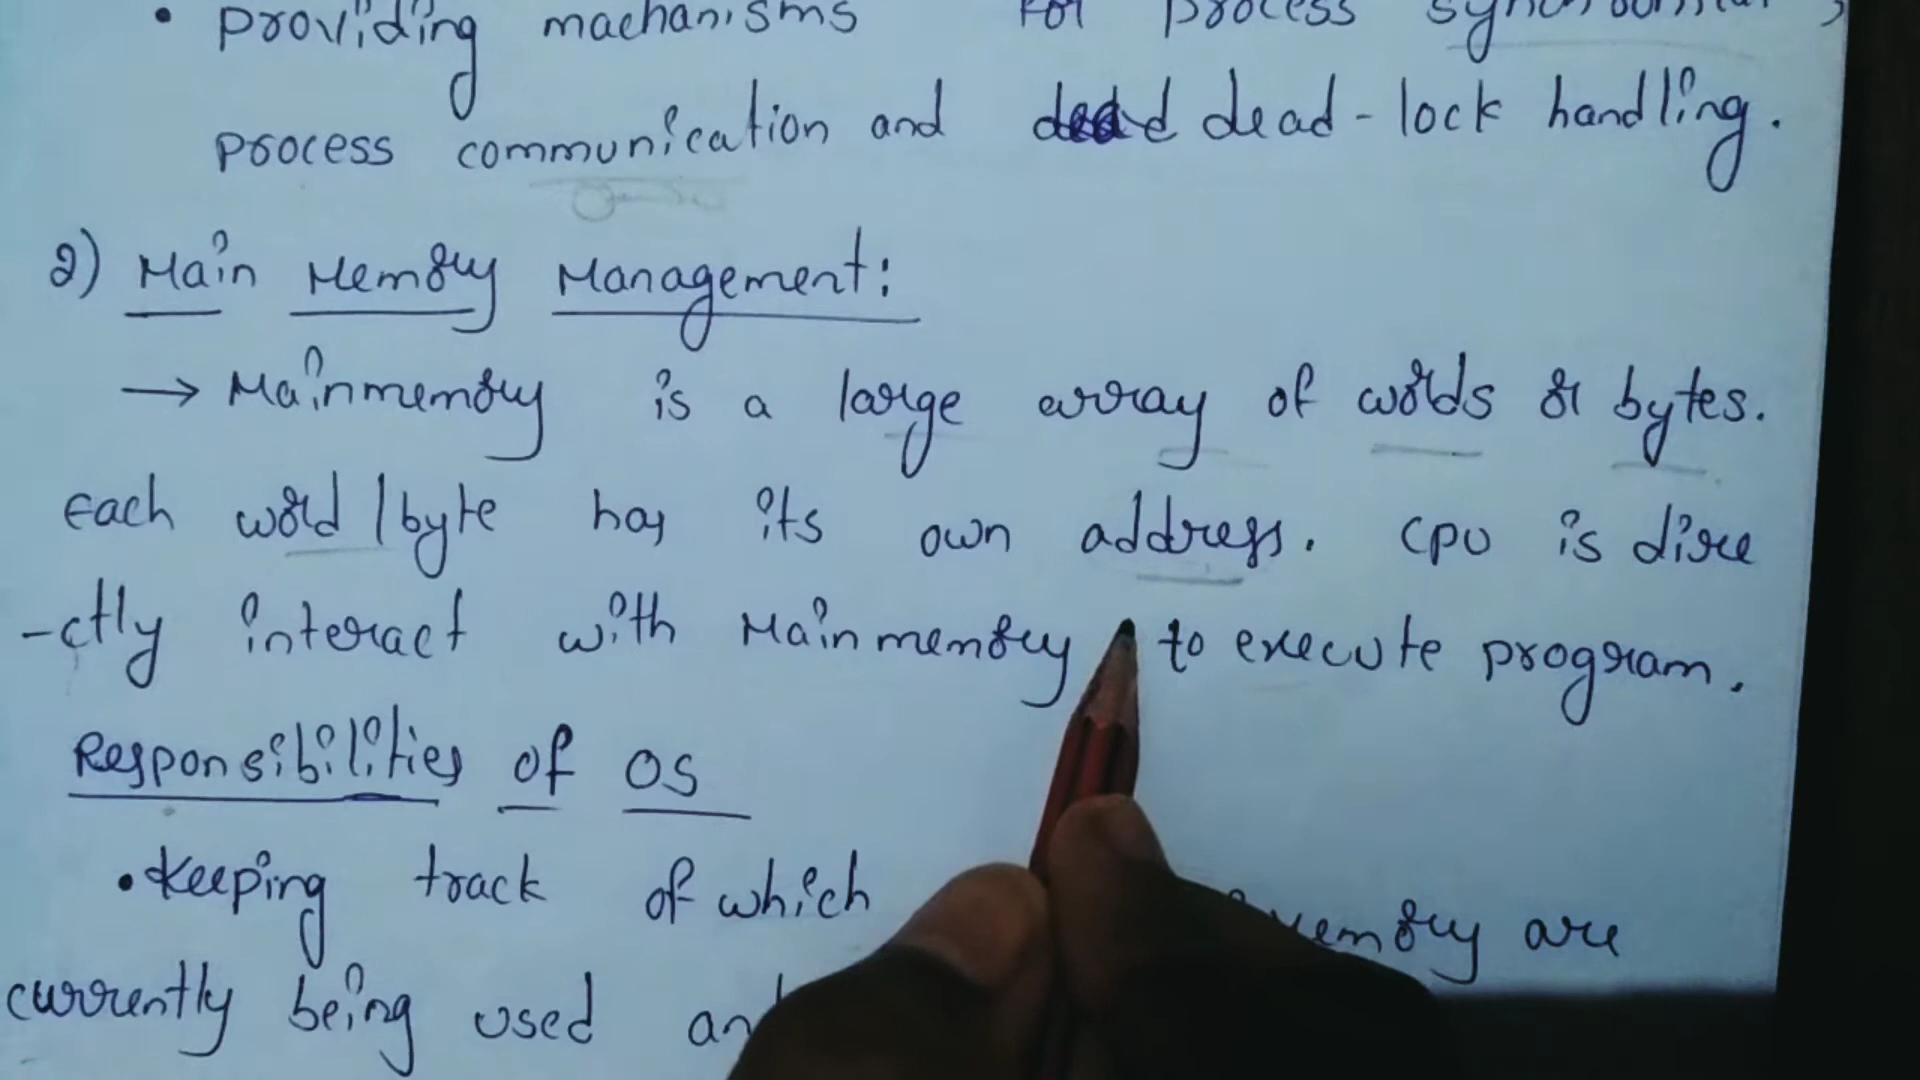 • providing machanisms For process
process communication and dead dead-lock handling.
2) Main Memory Management:
→ Mainmemory is a large array of words or bytes.
Each word/byte has its own address. CPU is dire
-ctly interact with Mainmemory to execute program.
Responsibilities of OS
• Keeping track of which memory are
currently being used